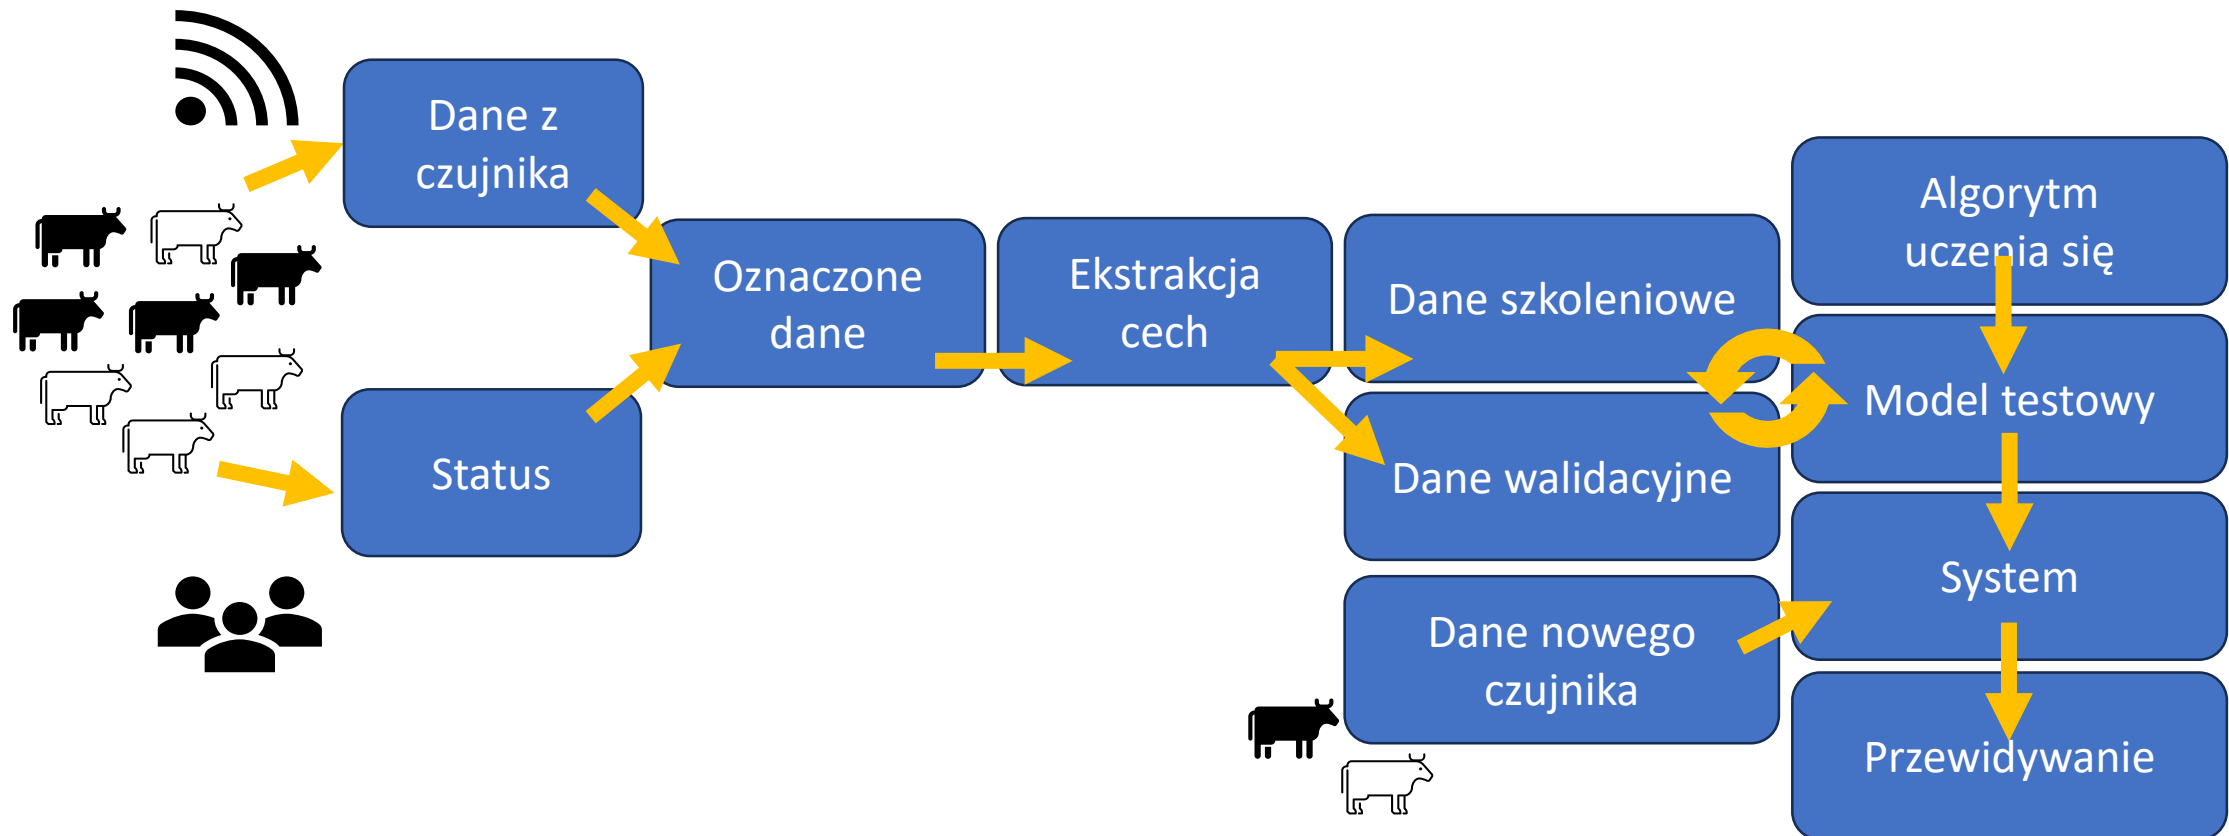 Dane z
czujnika
Status
Oznaczone
dane
Ekstrakcja
cech
Dane szkoleniowe
Dane walidacyjne
Dane nowego
czujnika
Algorytm
uczenia się
Model testowy
System
Przewidywanie